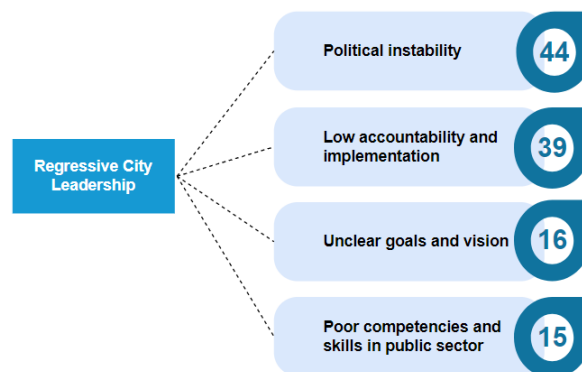 Regressive City
Leadership
Political instability
44
Low accountability and
implementation
39
Unclear goals and vision
16
Poor competencies and
skills in public sector
15